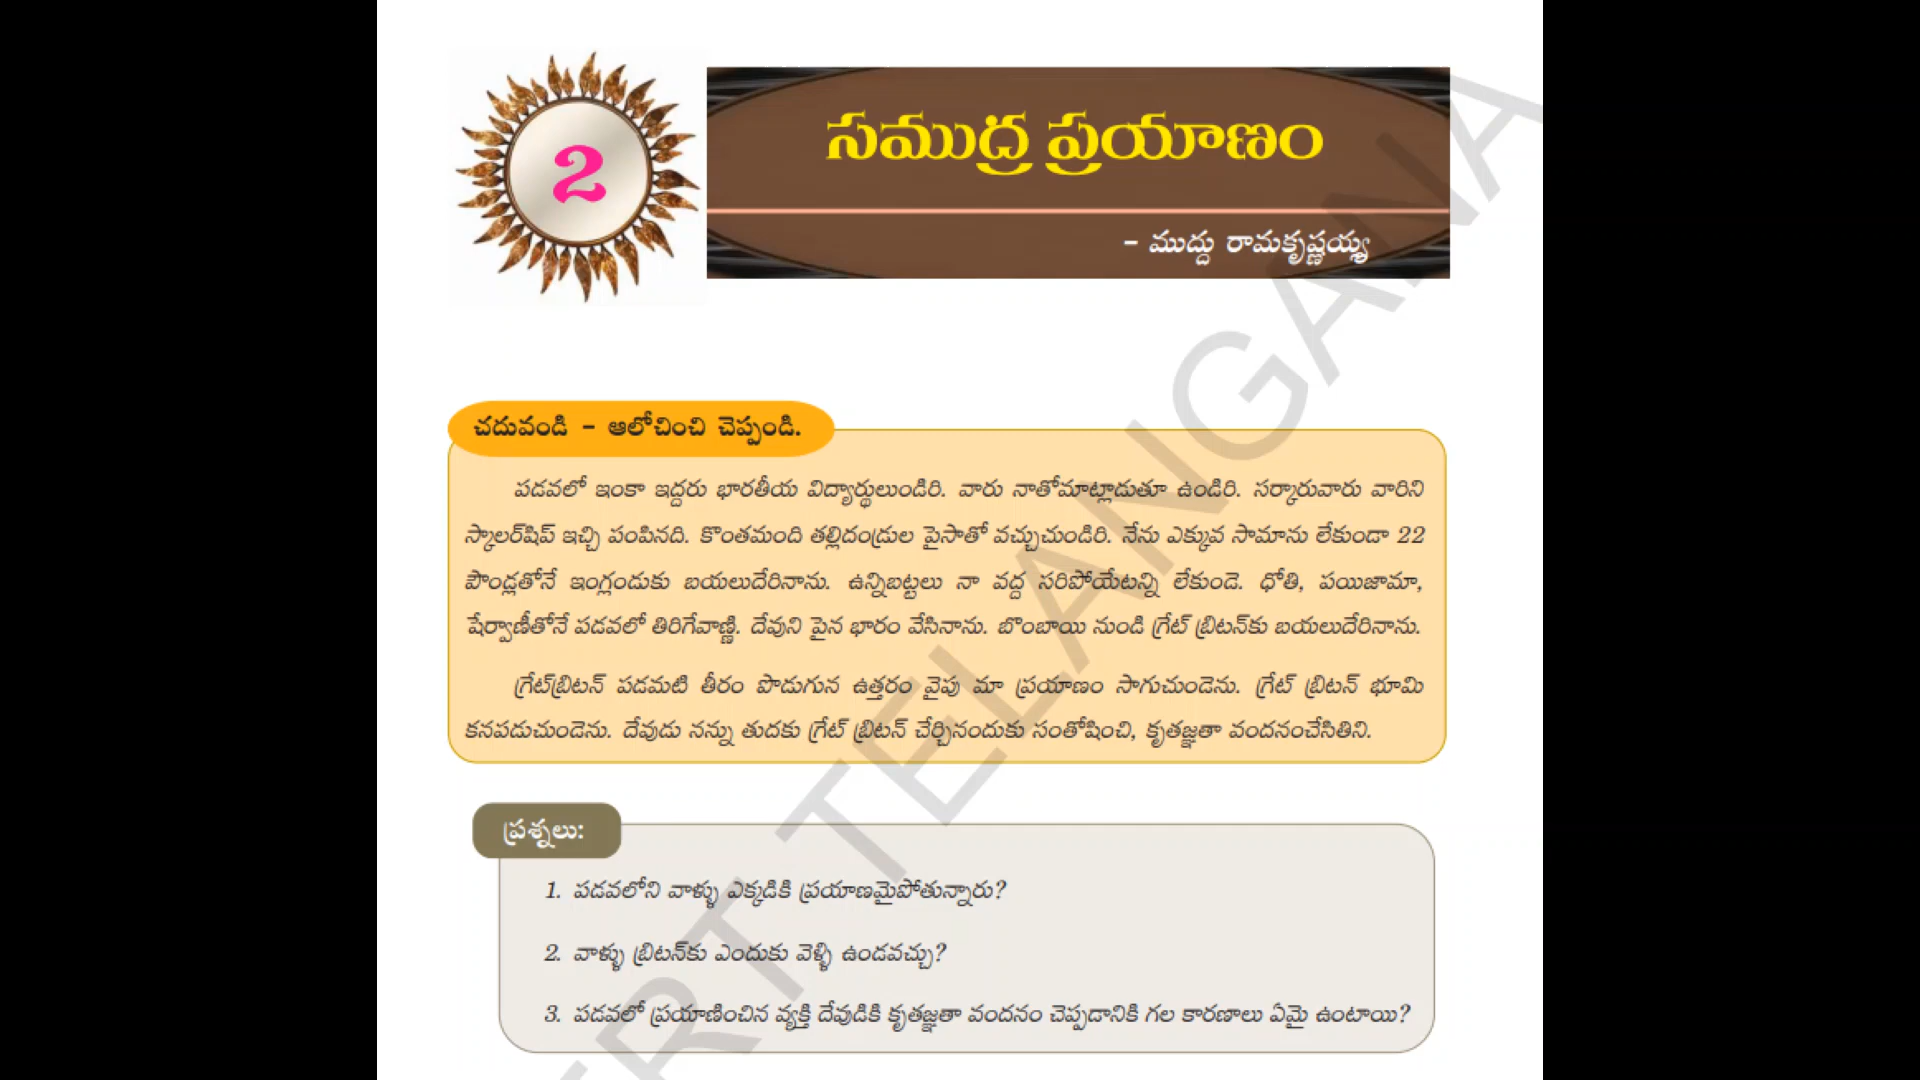 2
సముద్ర ప్రయాణం
- ముద్దు రామకృష్ణయ్య
చదువండి - ఆలోచించి చెప్పండి.
పడవలో ఇంకా ఇద్దరు భారతీయ విద్యార్థులుండిరి. వారు నాతోమాట్లాడుతూ ఉండిరి. సర్కారువారు వారిని
స్కాలర్‌షిప్ ఇచ్చి పంపినది. కొంతమంది తల్లిదండ్రుల పైసాతో వచ్చుచుండిరి. నేను ఎక్కువ సామాను లేకుండా 22
పౌండ్లతోనే ఇంగ్లండుకు బయలుదేరినాను. ఉన్నిబట్టలు నా వద్ద సరిపోయేటన్ని లేకుండె. ధోతి, పయిజామా,
షేర్వాణీతోనే పడవలో తిరిగేవాణ్ణి. దేవుని పైన భారం వేసినాను. బొంబాయి నుండి గ్రేట్ బ్రిటన్‌కు బయలుదేరినాను.
గ్రేట్‌బ్రిటన్ పడమటి తీరం పొడుగున ఉత్తరం వైపు మా ప్రయాణం సాగుచుండెను. గ్రేట్ బ్రిటన్ భూమి
కనపడుచుండెను. దేవుడు నన్ను తుదకు గ్రేట్ బ్రిటన్ చేర్చినందుకు సంతోషించి, కృతజ్ఞతా వందనంచేసితిని.
ప్రశ్నలు:
1. పడవలోని వాళ్ళు ఎక్కడికి ప్రయాణమైపోతున్నారు?
2. వాళ్ళు బ్రిటన్‌కు ఎందుకు వెళ్ళి ఉండవచ్చు?
3. పడవలో ప్రయాణించిన వ్యక్తి దేవుడికి కృతజ్ఞతా వందనం చెప్పడానికి గల కారణాలు ఏమై ఉంటాయి?
ERT TELANGANA